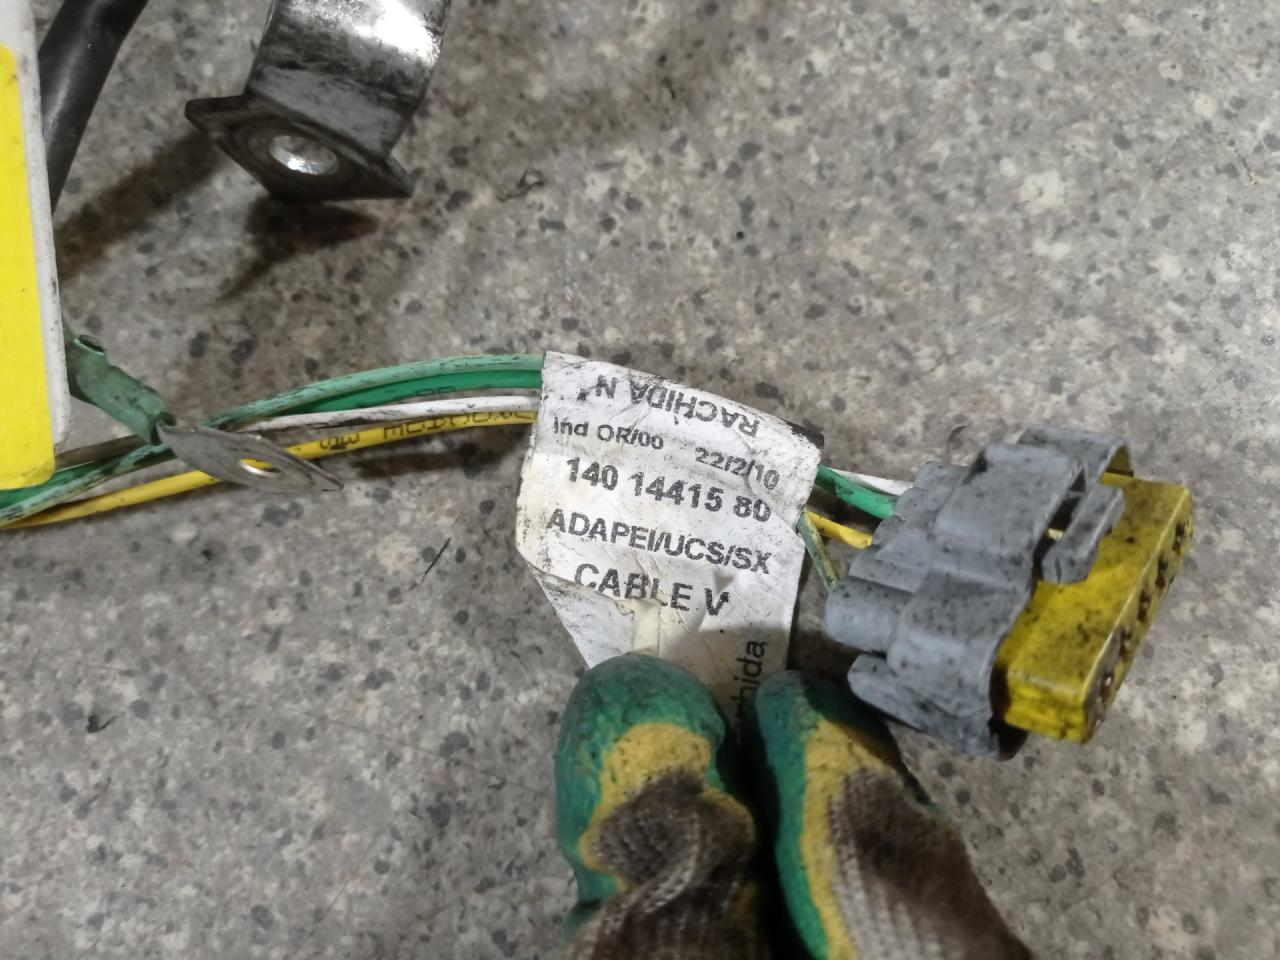 RACHIDA N
Ind OR/00 22/2/10
140 14415 80
ADAPEI/UCS/SX
CABLE V